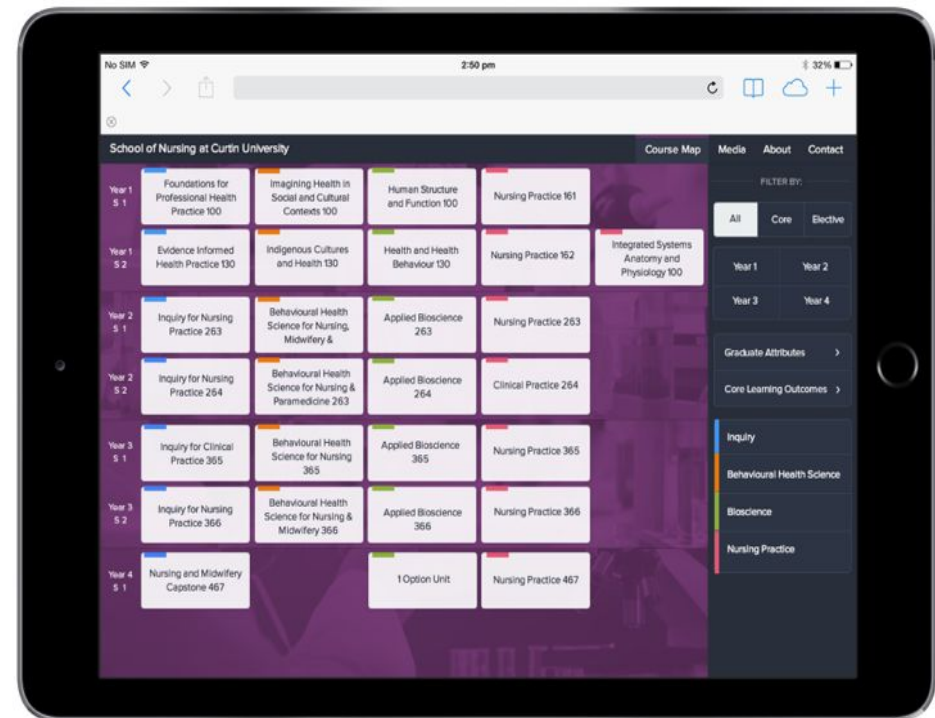 No SIM
2:50 pm
32%
School of Nursing at Curtin University
Course Map
Media
About
Contact
Year 1
S 1
Foundations for
Professional Health
Practice 100
Imagining Health in
Social and Cultural
Contexts 100
Human Structure
and Function 100
Nursing Practice 161
Year 1
S 2
Evidence Informed
Health Practice 130
Indigenous Cultures
and Health 130
Health and Health
Behaviour 130
Nursing Practice 162
Integrated Systems
Anatomy and
Physiology 100
Year 2
S 1
Inquiry for Nursing
Practice 263
Behavioural Health
Science for Nursing,
Midwifery &
Applied Bioscience
263
Nursing Practice 263
Year 2
S 2
Inquiry for Nursing
Practice 264
Behavioural Health
Science for Nursing &
Paramedicine 263
Applied Bioscience
264
Clinical Practice 264
Year 3
S 1
Inquiry for Clinical
Practice 365
Behavioural Health
Science for Nursing
365
Applied Bioscience
365
Nursing Practice 365
Year 3
S 2
Inquiry for Nursing
Practice 366
Behavioural Health
Science for Nursing &
Midwifery 366
Applied Bioscience
366
Nursing Practice 366
Year 4
S 1
Nursing and Midwifery
Capstone 467
1 Option Unit
Nursing Practice 467
FILTER BY:
All
Core
Elective
Year 1
Year 2
Year 3
Year 4
Graduate Attributes >
Core Learning Outcomes >
Inquiry
Behavioural Health Science
Bioscience
Nursing Practice